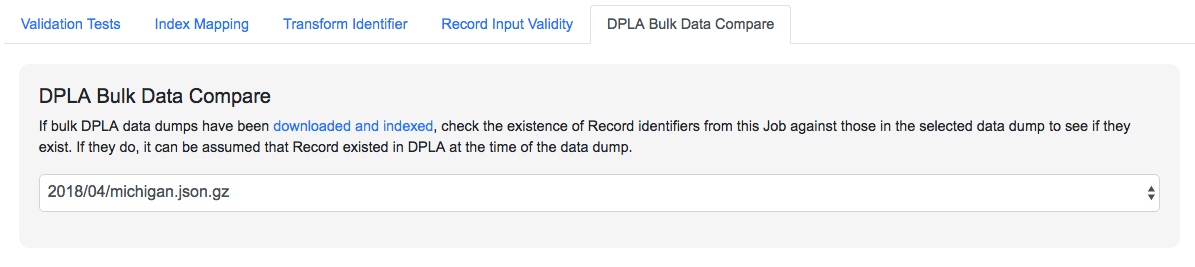 Validation Tests Index Mapping Transform Identifier Record Input Validity DPLA Bulk Data Compare
DPLA Bulk Data Compare
If bulk DPLA data dumps have been downloaded and indexed, check the existence of Record identifiers from this Job against those in the selected data dump to see if they
exist. If they do, it can be assumed that Record existed in DPLA at the time of the data dump.
2018/04/michigan.json.gz